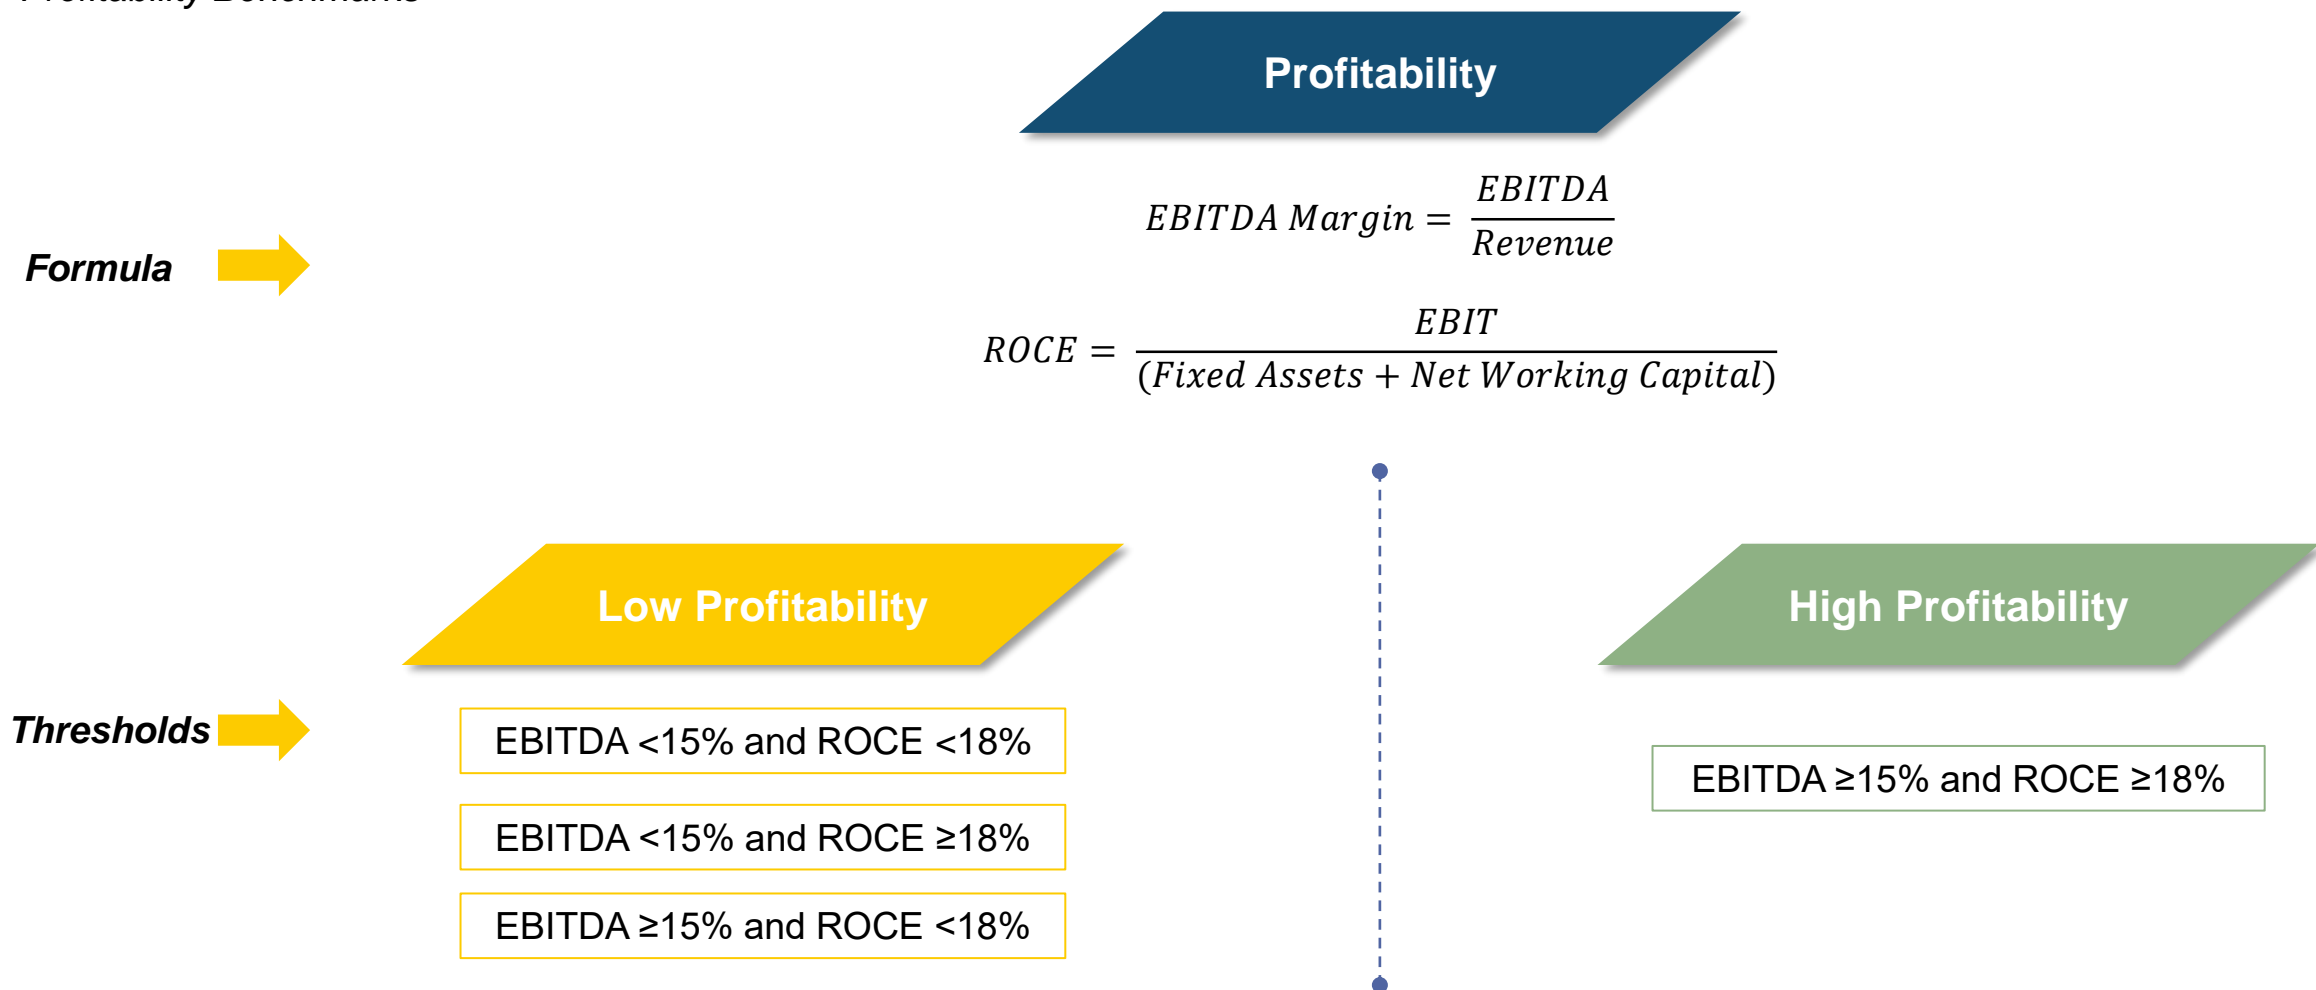 Profitability Benchmarks
Profitability
Formula
EBITDA Margin = EBITDA / Revenue
ROCE = EBIT / (Fixed Assets + Net Working Capital)
Low Profitability
High Profitability
Thresholds
EBITDA <15% and ROCE <18%
EBITDA <15% and ROCE ≥18%
EBITDA ≥15% and ROCE <18%
EBITDA ≥15% and ROCE ≥18%